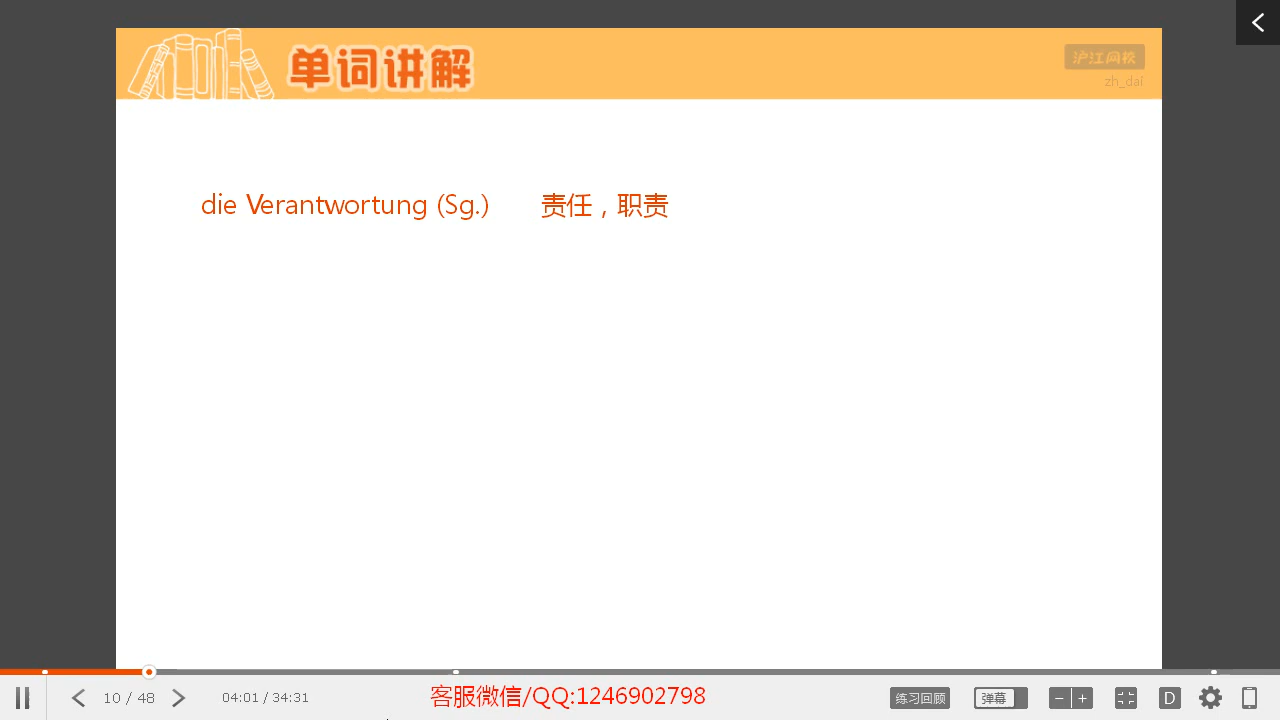 单词讲解
沪江网校
zh_dai
die Verantwortung (Sg.) 责任，职责
10 / 48
04:01 / 34:31
客服微信/QQ:1246902798
练习回顾
弹幕
D